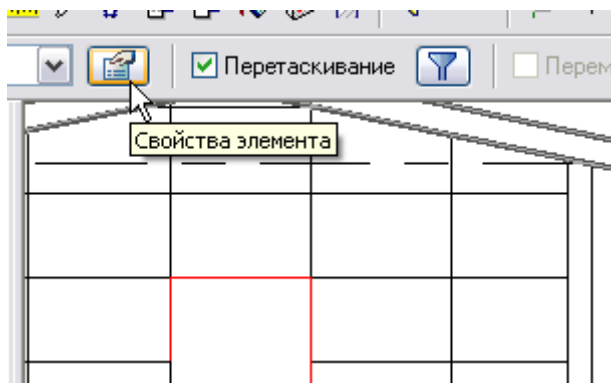 Перетаскивание
Перем
Свойства элемента